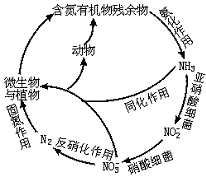 含氮有机物残余物
氨化作用
动物
NH₃
微生物
与植物
同化作用
亚硝酸细菌
固氮作用
N₂
反硝化作用
NO₂⁻
NO₃⁻
硝酸细菌